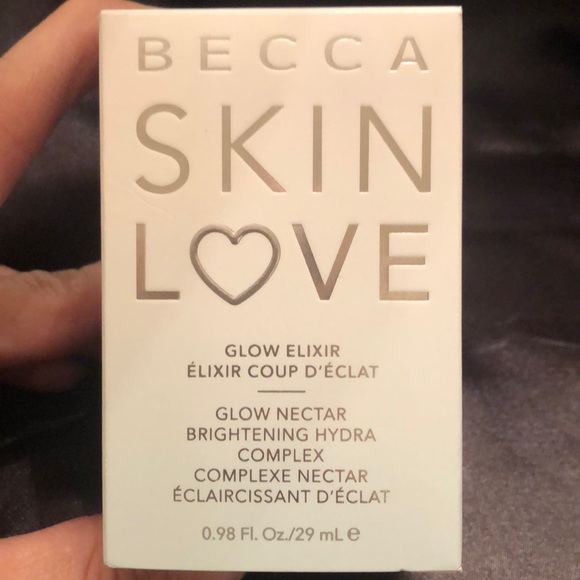 BECCA
SKIN
LOVE
GLOW ELIXIR
ÉLIXIR COUP D'ÉCLAT
GLOW NECTAR
BRIGHTENING HYDRA
COMPLEX
COMPLEXE NECTAR
ÉCLAIRCISSANT D'ÉCLAT
0.98 Fl. Oz./29 mL ℮